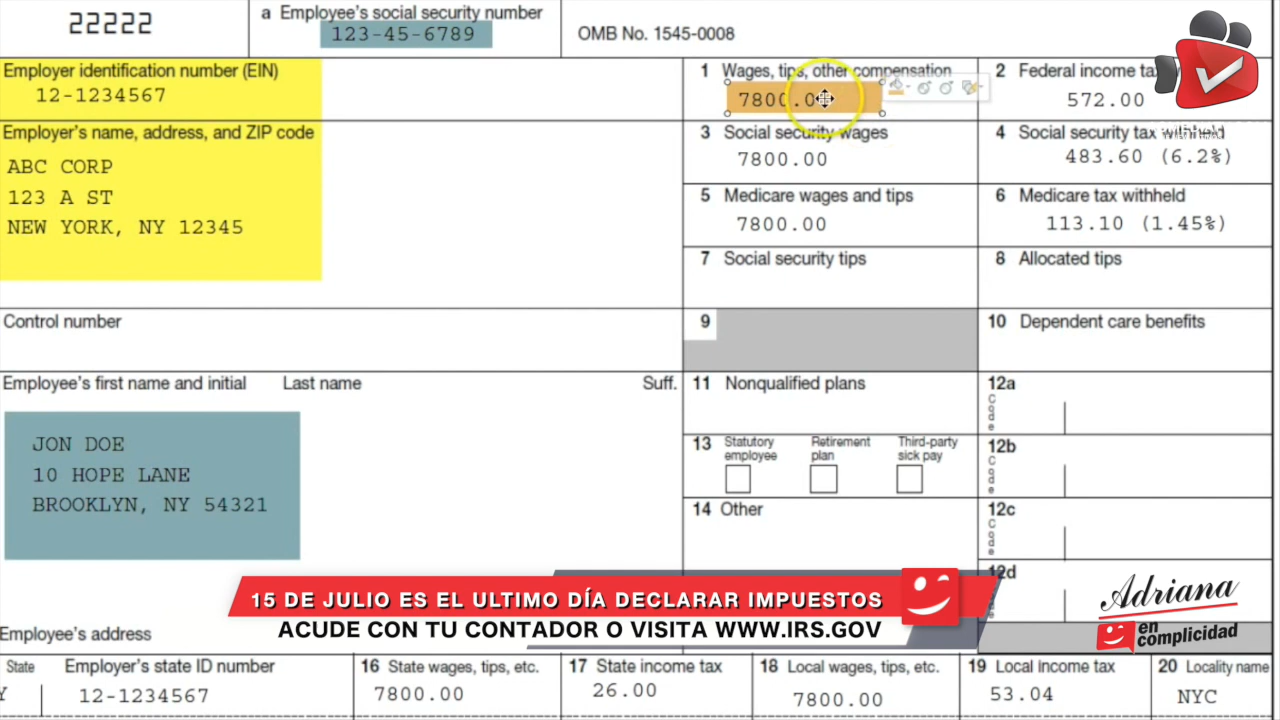 22222
a Employee's social security number
123-45-6789
OMB No. 1545-0008
Employer identification number (EIN)
12-1234567
1 Wages, tips, other compensation
7800.0
2 Federal income ta
572.00
Employer's name, address, and ZIP code
ABC CORP
123 A ST
NEW YORK, NY 12345
3 Social security wages
7800.00
4 Social security tax withheld
483.60 (6.2%)
5 Medicare wages and tips
7800.00
6 Medicare tax withheld
113.10 (1.45%)
7 Social security tips
8 Allocated tips
Control number
9
10 Dependent care benefits
Employee's first name and initial Last name Suff.
JON DOE
10 HOPE LANE
BROOKLYN, NY 54321
11 Nonqualified plans
12a
Code
13 Statutory employee Retirement plan Third-party sick pay
12b
Code
14 Other
12c
Code
12d
15 DE JULIO ES EL ULTIMO DÍA DECLARAR IMPUESTOS
ACUDE CON TU CONTADOR O VISITA WWW.IRS.GOV
Adriana
en
complicidad
Employee's address
State Employer's state ID number
Y 12-1234567
16 State wages, tips, etc.
7800.00
17 State income tax
26.00
18 Local wages, tips, etc.
7800.00
19 Local income tax
53.04
20 Locality name
NYC